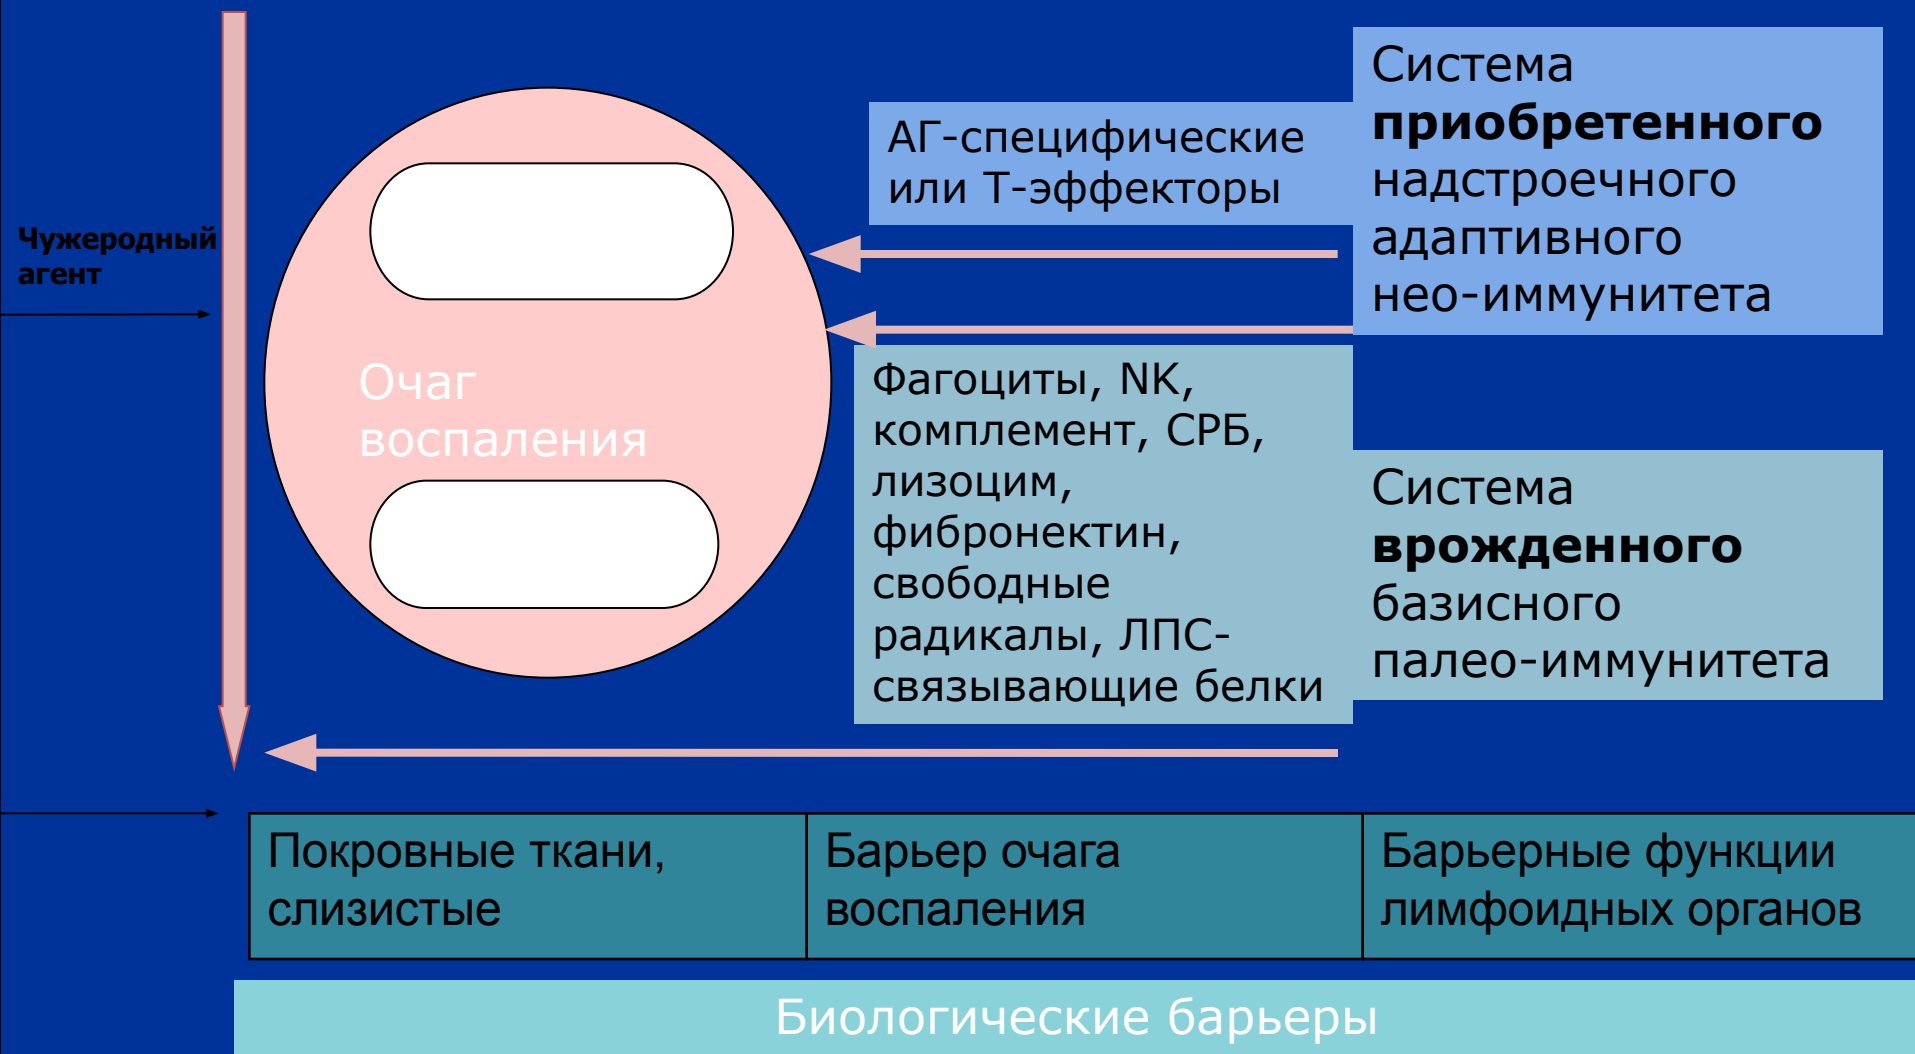 Чужеродный
агент
Очаг
воспаления
АГ-специфические
или Т-эффекторы
Система
приобретенного
надстроечного
адаптивного
нео-иммунитета
Фагоциты, NK,
комплемент, СРБ,
лизоцим,
фибронектин,
свободные
радикалы, ЛПС-
связывающие белки
Система
врожденного
базисного
палео-иммунитета
Покровные ткани,
слизистые
Барьер очага
воспаления
Барьерные функции
лимфоидных органов
Биологические барьеры